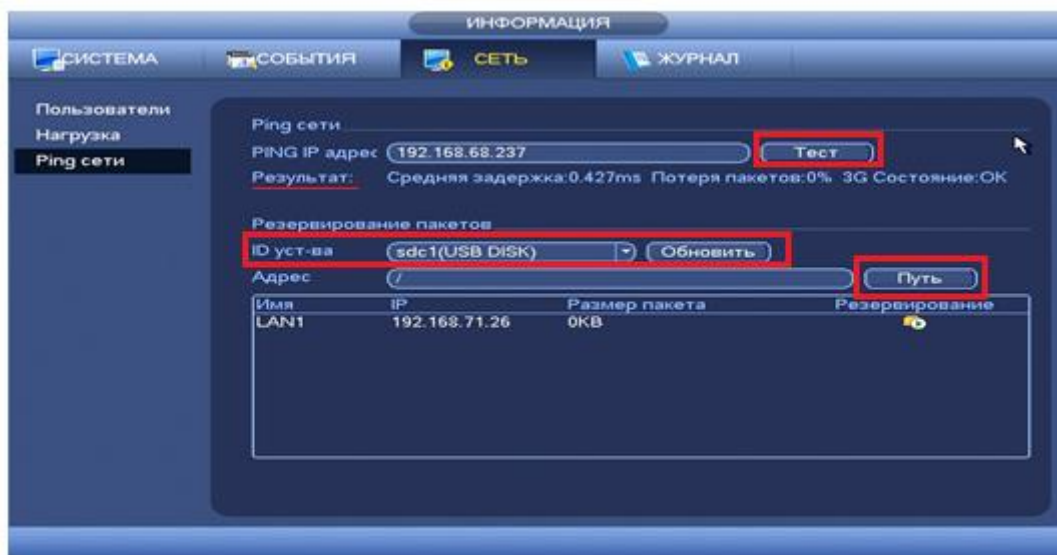 ИНФОРМАЦИЯ
СИСТЕМА СОБЫТИЯ СЕТЬ ЖУРНАЛ
Пользователи
Нагрузка
Ping сети
Ping сети
PING IP адрес 192.168.68.237 Тест
Результат: Средняя задержка:0.427ms Потеря пакетов:0% 3G Состояние:OK
Резервирование пакетов
ID уст-ва sdc1(USB DISK) Обновить
Адрес / Путь
Имя IP Размер пакета Резервирование
LAN1 192.168.71.26 0KB